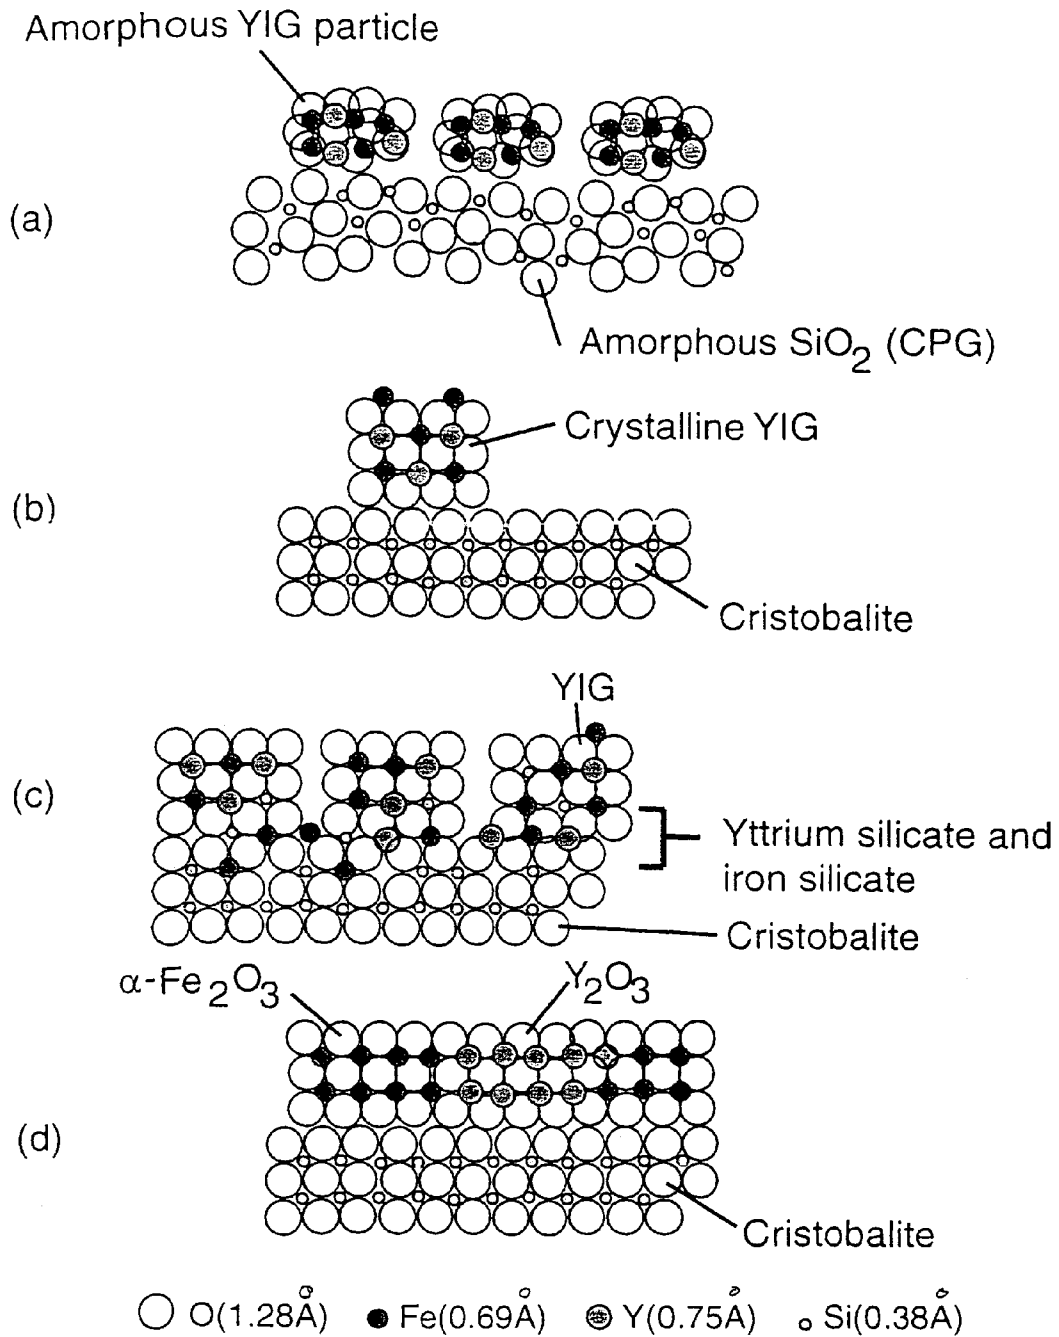 Amorphous YIG particle
(a)
Amorphous SiO2 (CPG)
Crystalline YIG
(b)
Cristobalite
YIG
(c)
Yttrium silicate and
iron silicate
Cristobalite
α-Fe2O3
Y2O3
(d)
Cristobalite
O(1.28Å) Fe(0.69Å) Y(0.75Å) Si(0.38Å)